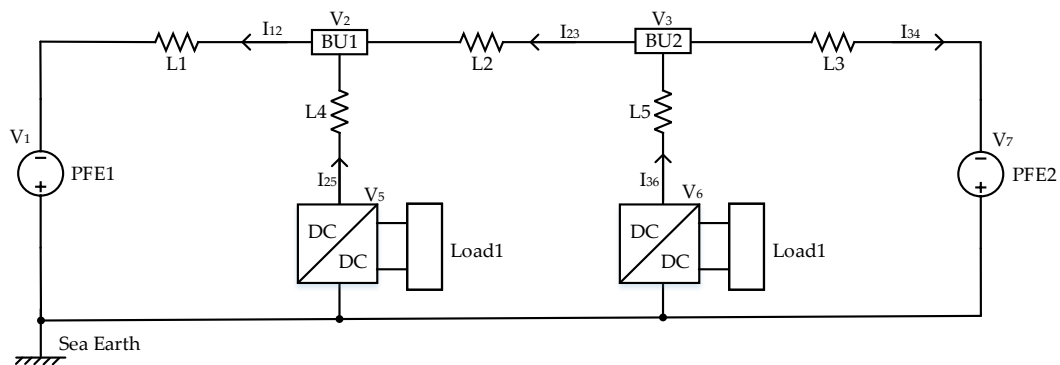 V2
V3
I12
BU1
I23
BU2
I34
L1
L2
L3
L4
L5
V1
V7
PFE1
PFE2
I25
V5
I36
V6
DC
DC
Load1
DC
DC
Load1
Sea Earth